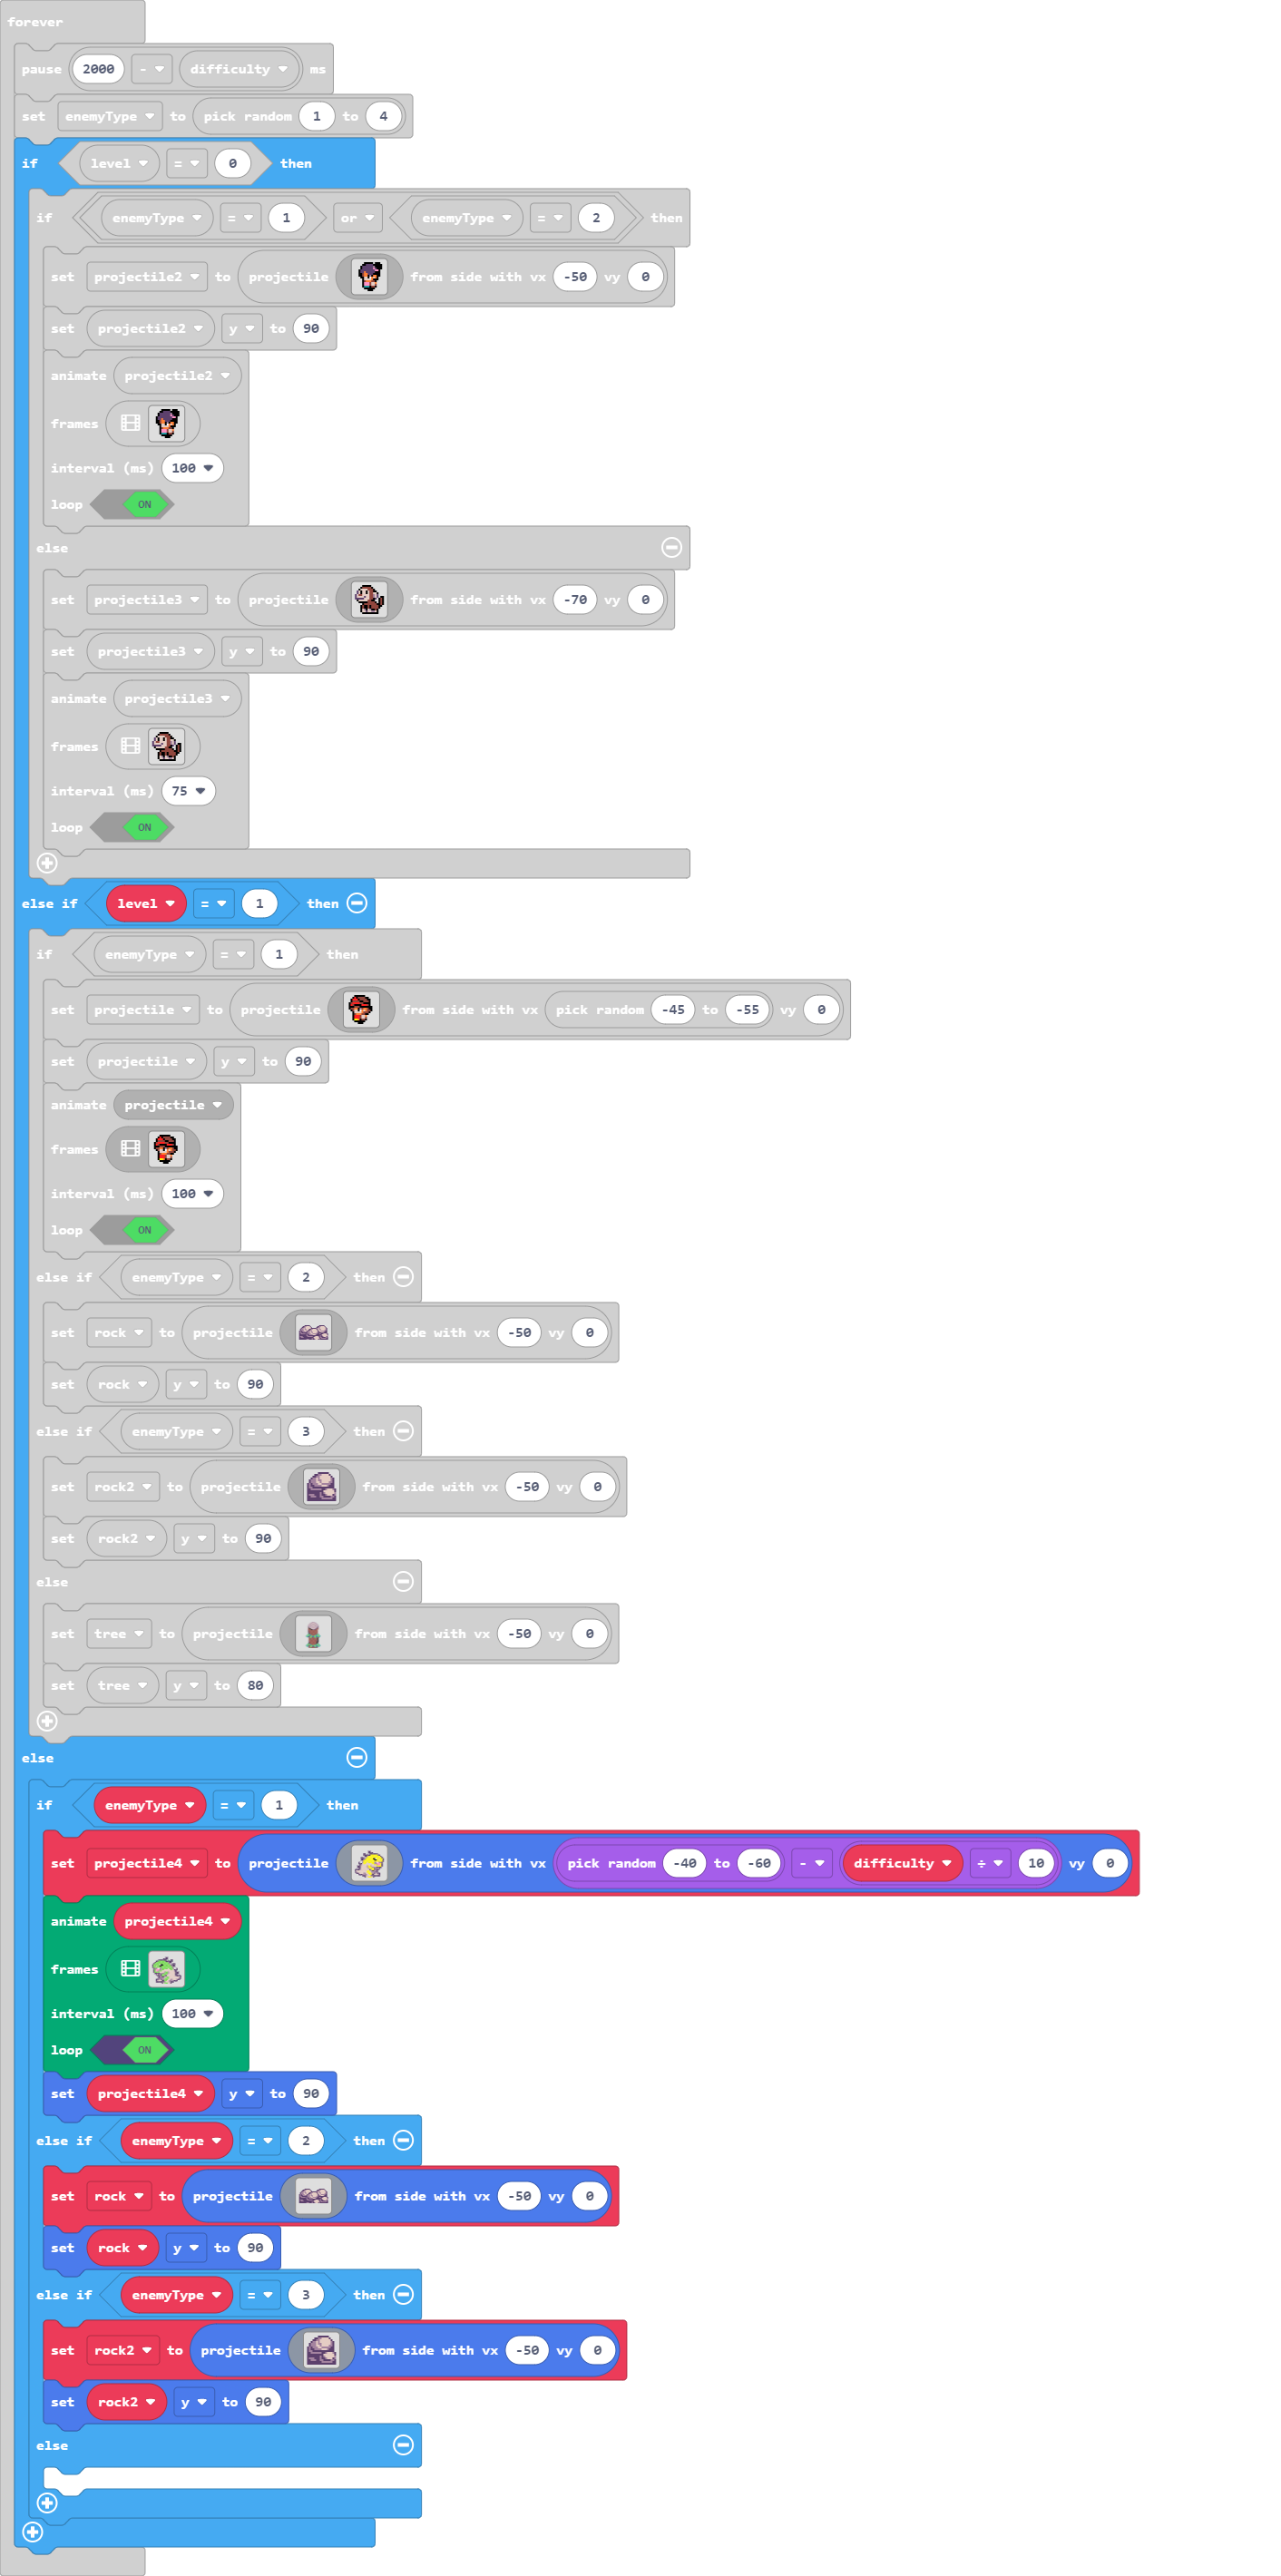 forever
pause 2000 - difficulty ms
set enemyType to pick random 1 to 4
if level = 0 then
if enemyType = 1 or enemyType = 2 then
set projectile2 to projectile from side with vx -50 vy 0
set projectile2 y to 90
animate projectile2
frames
interval (ms) 100
loop ON
else
set projectile3 to projectile from side with vx -70 vy 0
set projectile3 y to 90
animate projectile3
frames
interval (ms) 75
loop ON
else if level = 1 then
if enemyType = 1 then
set projectile to projectile from side with vx pick random -45 to -55 vy 0
set projectile y to 90
animate projectile
frames
interval (ms) 100
loop ON
else if enemyType = 2 then
set rock to projectile from side with vx -50 vy 0
set rock y to 90
else if enemyType = 3 then
set rock2 to projectile from side with vx -50 vy 0
set rock2 y to 90
else
set tree to projectile from side with vx -50 vy 0
set tree y to 80
else
if enemyType = 1 then
set projectile4 to projectile from side with vx pick random -40 to -60 - difficulty ÷ 10 vy 0
animate projectile4
frames
interval (ms) 100
loop ON
set projectile4 y to 90
else if enemyType = 2 then
set rock to projectile from side with vx -50 vy 0
set rock y to 90
else if enemyType = 3 then
set rock2 to projectile from side with vx -50 vy 0
set rock2 y to 90
else